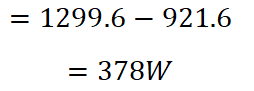 = 1299.6 − 921.6
= 378W